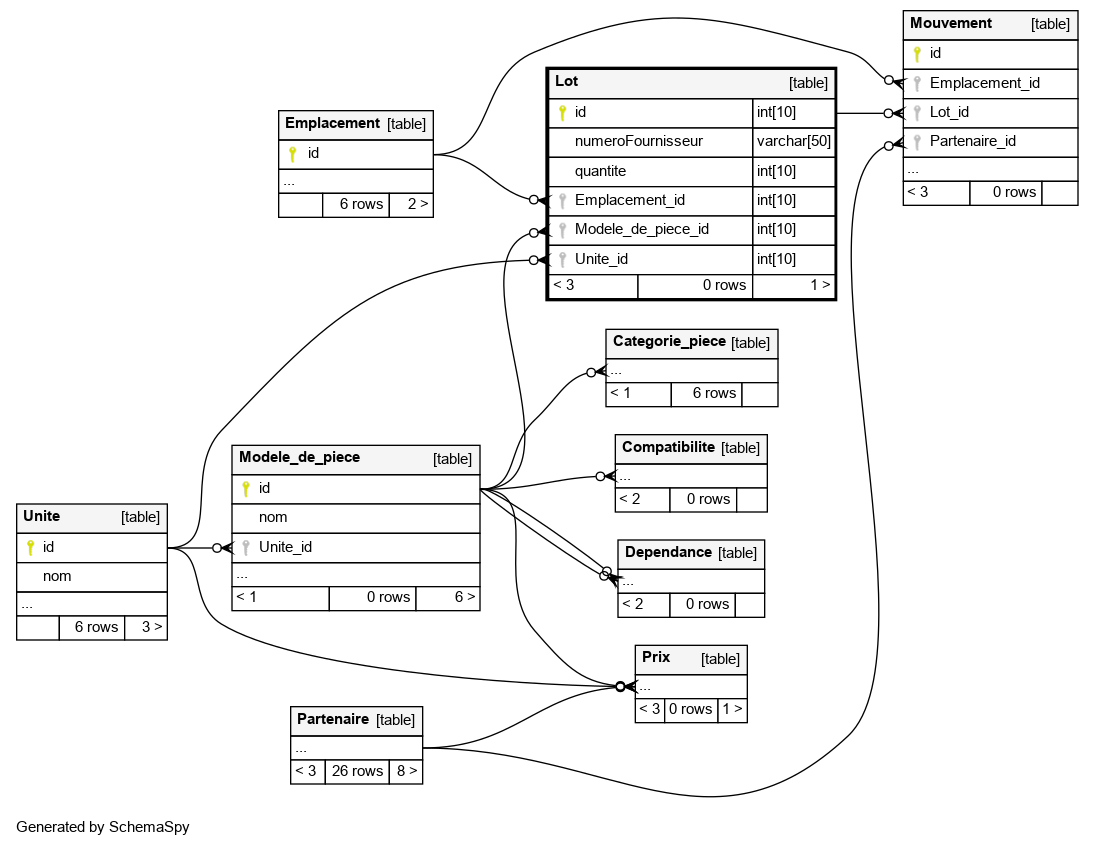 Mouvement [table]
id
Emplacement_id
Lot_id
Partenaire_id
...
< 3 0 rows
Lot [table]
id int[10]
numeroFournisseur varchar[50]
quantite int[10]
Emplacement_id int[10]
Modele_de_piece_id int[10]
Unite_id int[10]
< 3 0 rows 1 >
Emplacement [table]
id
...
6 rows 2 >
Categorie_piece [table]
...
< 1 6 rows
Compatibilite [table]
...
< 2 0 rows
Modele_de_piece [table]
id
nom
Unite_id
...
< 1 0 rows 6 >
Unite [table]
id
nom
...
6 rows 3 >
Dependance [table]
...
< 2 0 rows
Prix [table]
...
< 3 0 rows 1 >
Partenaire [table]
...
< 3 26 rows 8 >
Generated by SchemaSpy